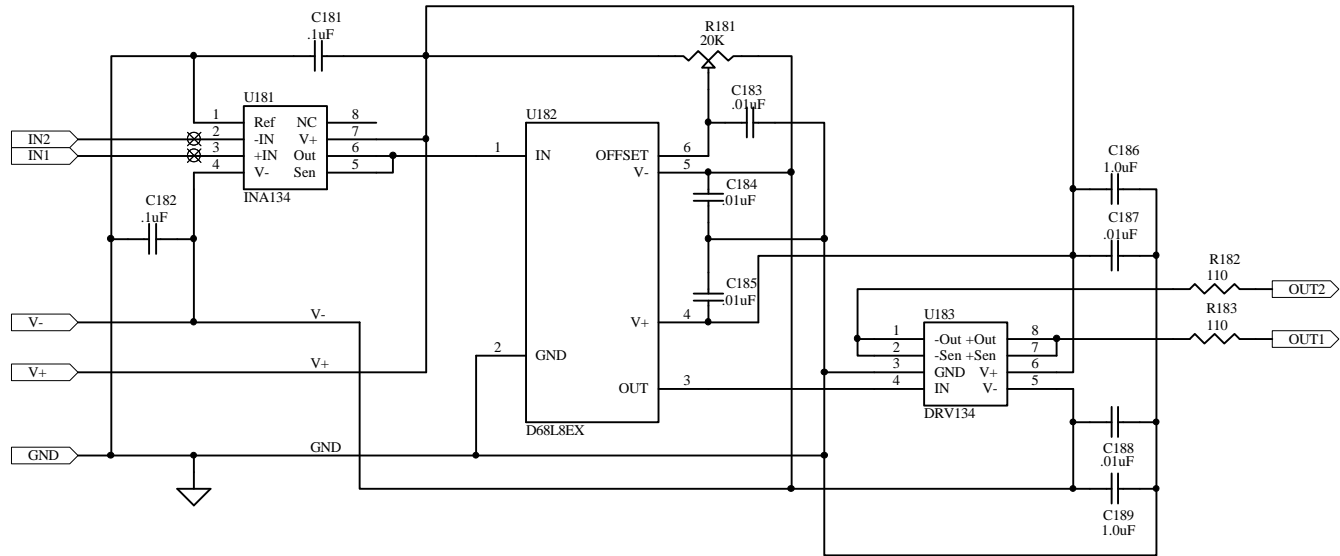 C181
.1uF
R181
20K
C183
.01uF
U181
1 Ref NC 8
2 -IN V+ 7
3 +IN Out 6
4 V- Sen 5
INA134
IN2
IN1
C182
.1uF
U182
1 IN OFFSET 6
V- 5
C184
.01uF
C185
.01uF
V+ 4
2 GND
OUT 3
D68L8EX
C186
1.0uF
C187
.01uF
R182
110
OUT2
R183
110
OUT1
U183
1 -Out +Out 8
2 -Sen +Sen 7
3 GND V+ 6
4 IN V- 5
DRV134
V- V-
V+ V+
GND GND
C188
.01uF
C189
1.0uF